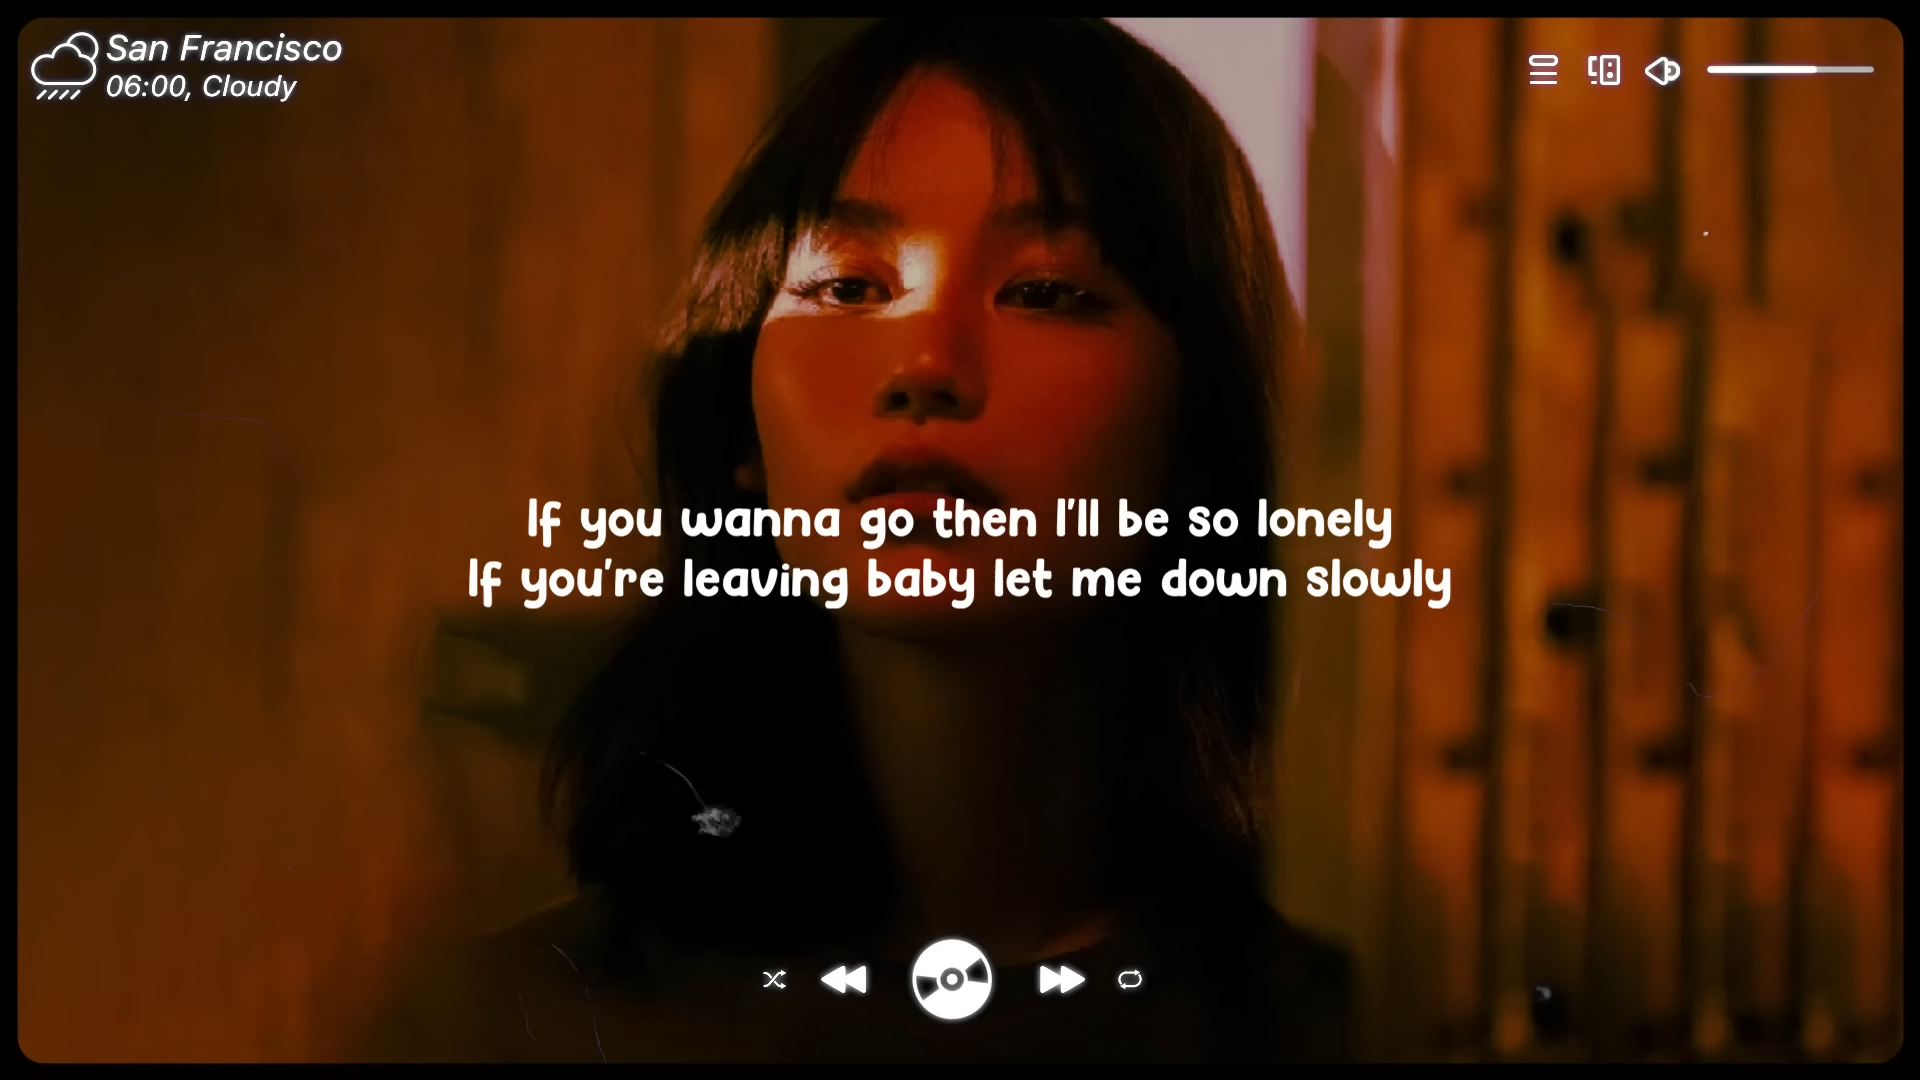 San Francisco
06:00, Cloudy
If you wanna go then I'll be so lonely
If you're leaving baby let me down slowly